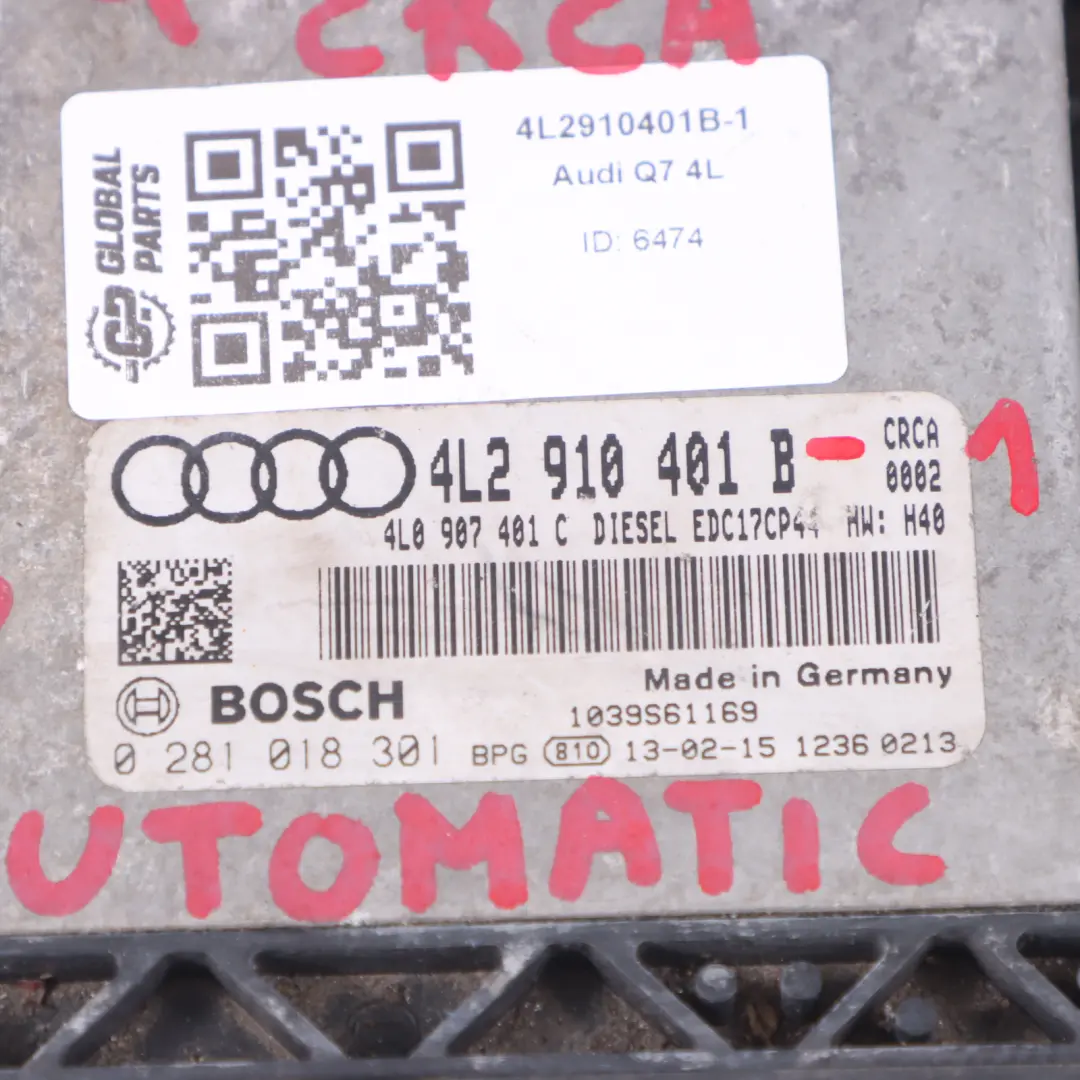 CRCA
GLOBAL PARTS
GP
4L2910401B-1
Audi Q7 4L
ID: 6474
4L2 910 401 B - 1
CRCA
0002
4L0 907 401 C DIESEL EDC17CP44 HW: H40
BOSCH
Made in Germany
1039S61169
0 281 018 301 BPG 810 13-02-15 1236 0213
UTOMATIC